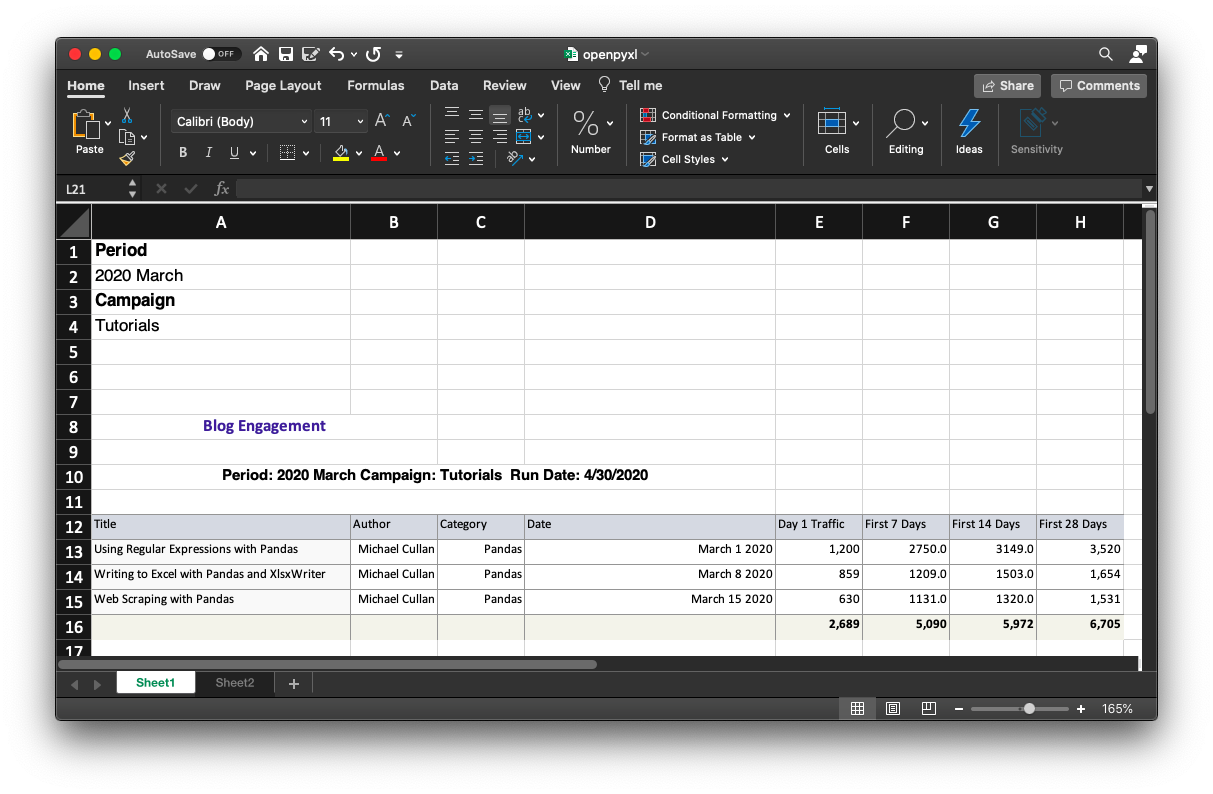 AutoSave OFF openpyxl
Home Insert Draw Page Layout Formulas Data Review View Tell me Share Comments
Paste Calibri (Body) 11 A A ab % Number Conditional Formatting Cells Editing Ideas Sensitivity
B I U A Format as Table
Cell Styles
L21 fx
A B C D E F G H
1 Period
2 2020 March
3 Campaign
4 Tutorials
5
6
7
8 Blog Engagement
9
10 Period: 2020 March Campaign: Tutorials Run Date: 4/30/2020
11
12 Title Author Category Date Day 1 Traffic First 7 Days First 14 Days First 28 Days
13 Using Regular Expressions with Pandas Michael Cullan Pandas March 1 2020 1,200 2750.0 3149.0 3,520
14 Writing to Excel with Pandas and XlsxWriter Michael Cullan Pandas March 8 2020 859 1209.0 1503.0 1,654
15 Web Scraping with Pandas Michael Cullan Pandas March 15 2020 630 1131.0 1320.0 1,531
16 2,689 5,090 5,972 6,705
17
Sheet1 Sheet2 +
165%